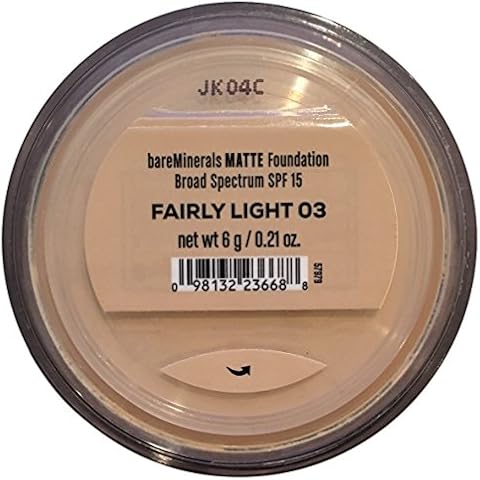 JK04C
bareMinerals MATTE Foundation
Broad Spectrum SPF 15
FAIRLY LIGHT 03
net wt 6 g / 0.21 oz.
57879
0 98132 23668 8